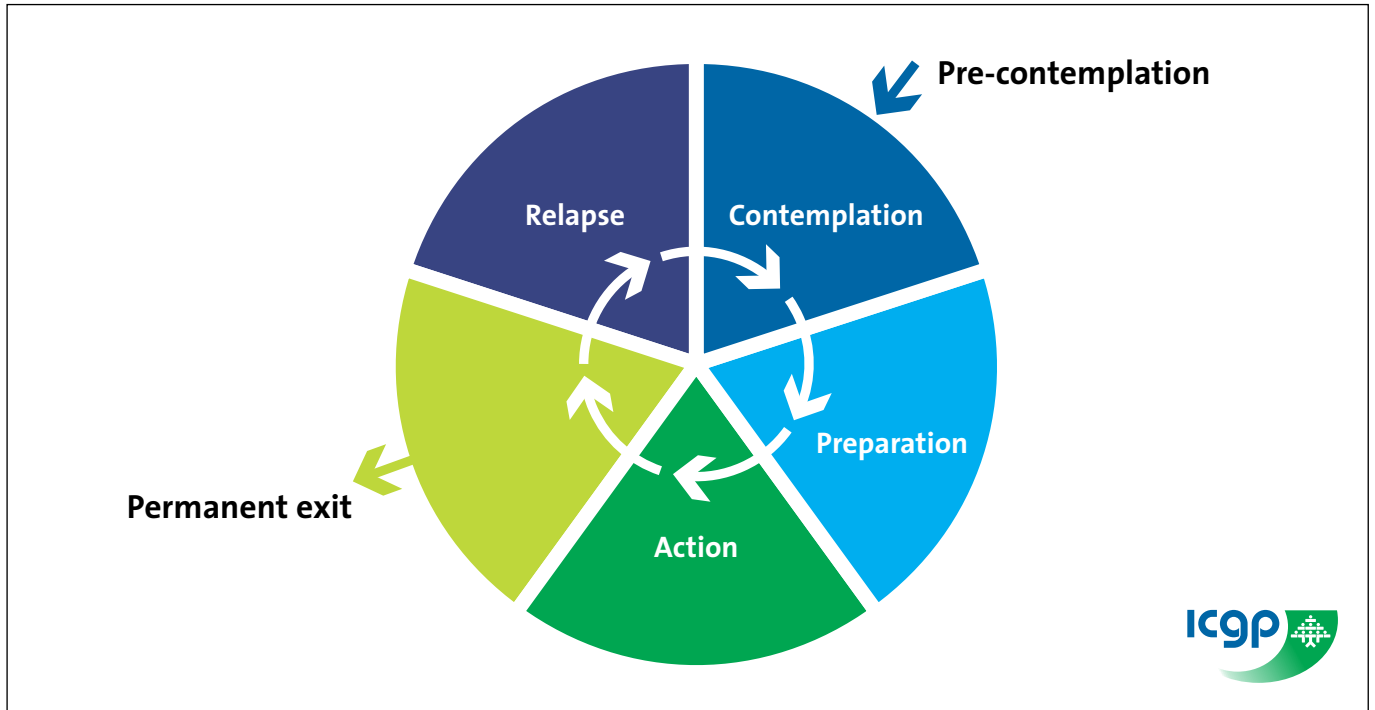 Pre-contemplation
Relapse
Contemplation
Preparation
Permanent exit
Action
Icgp